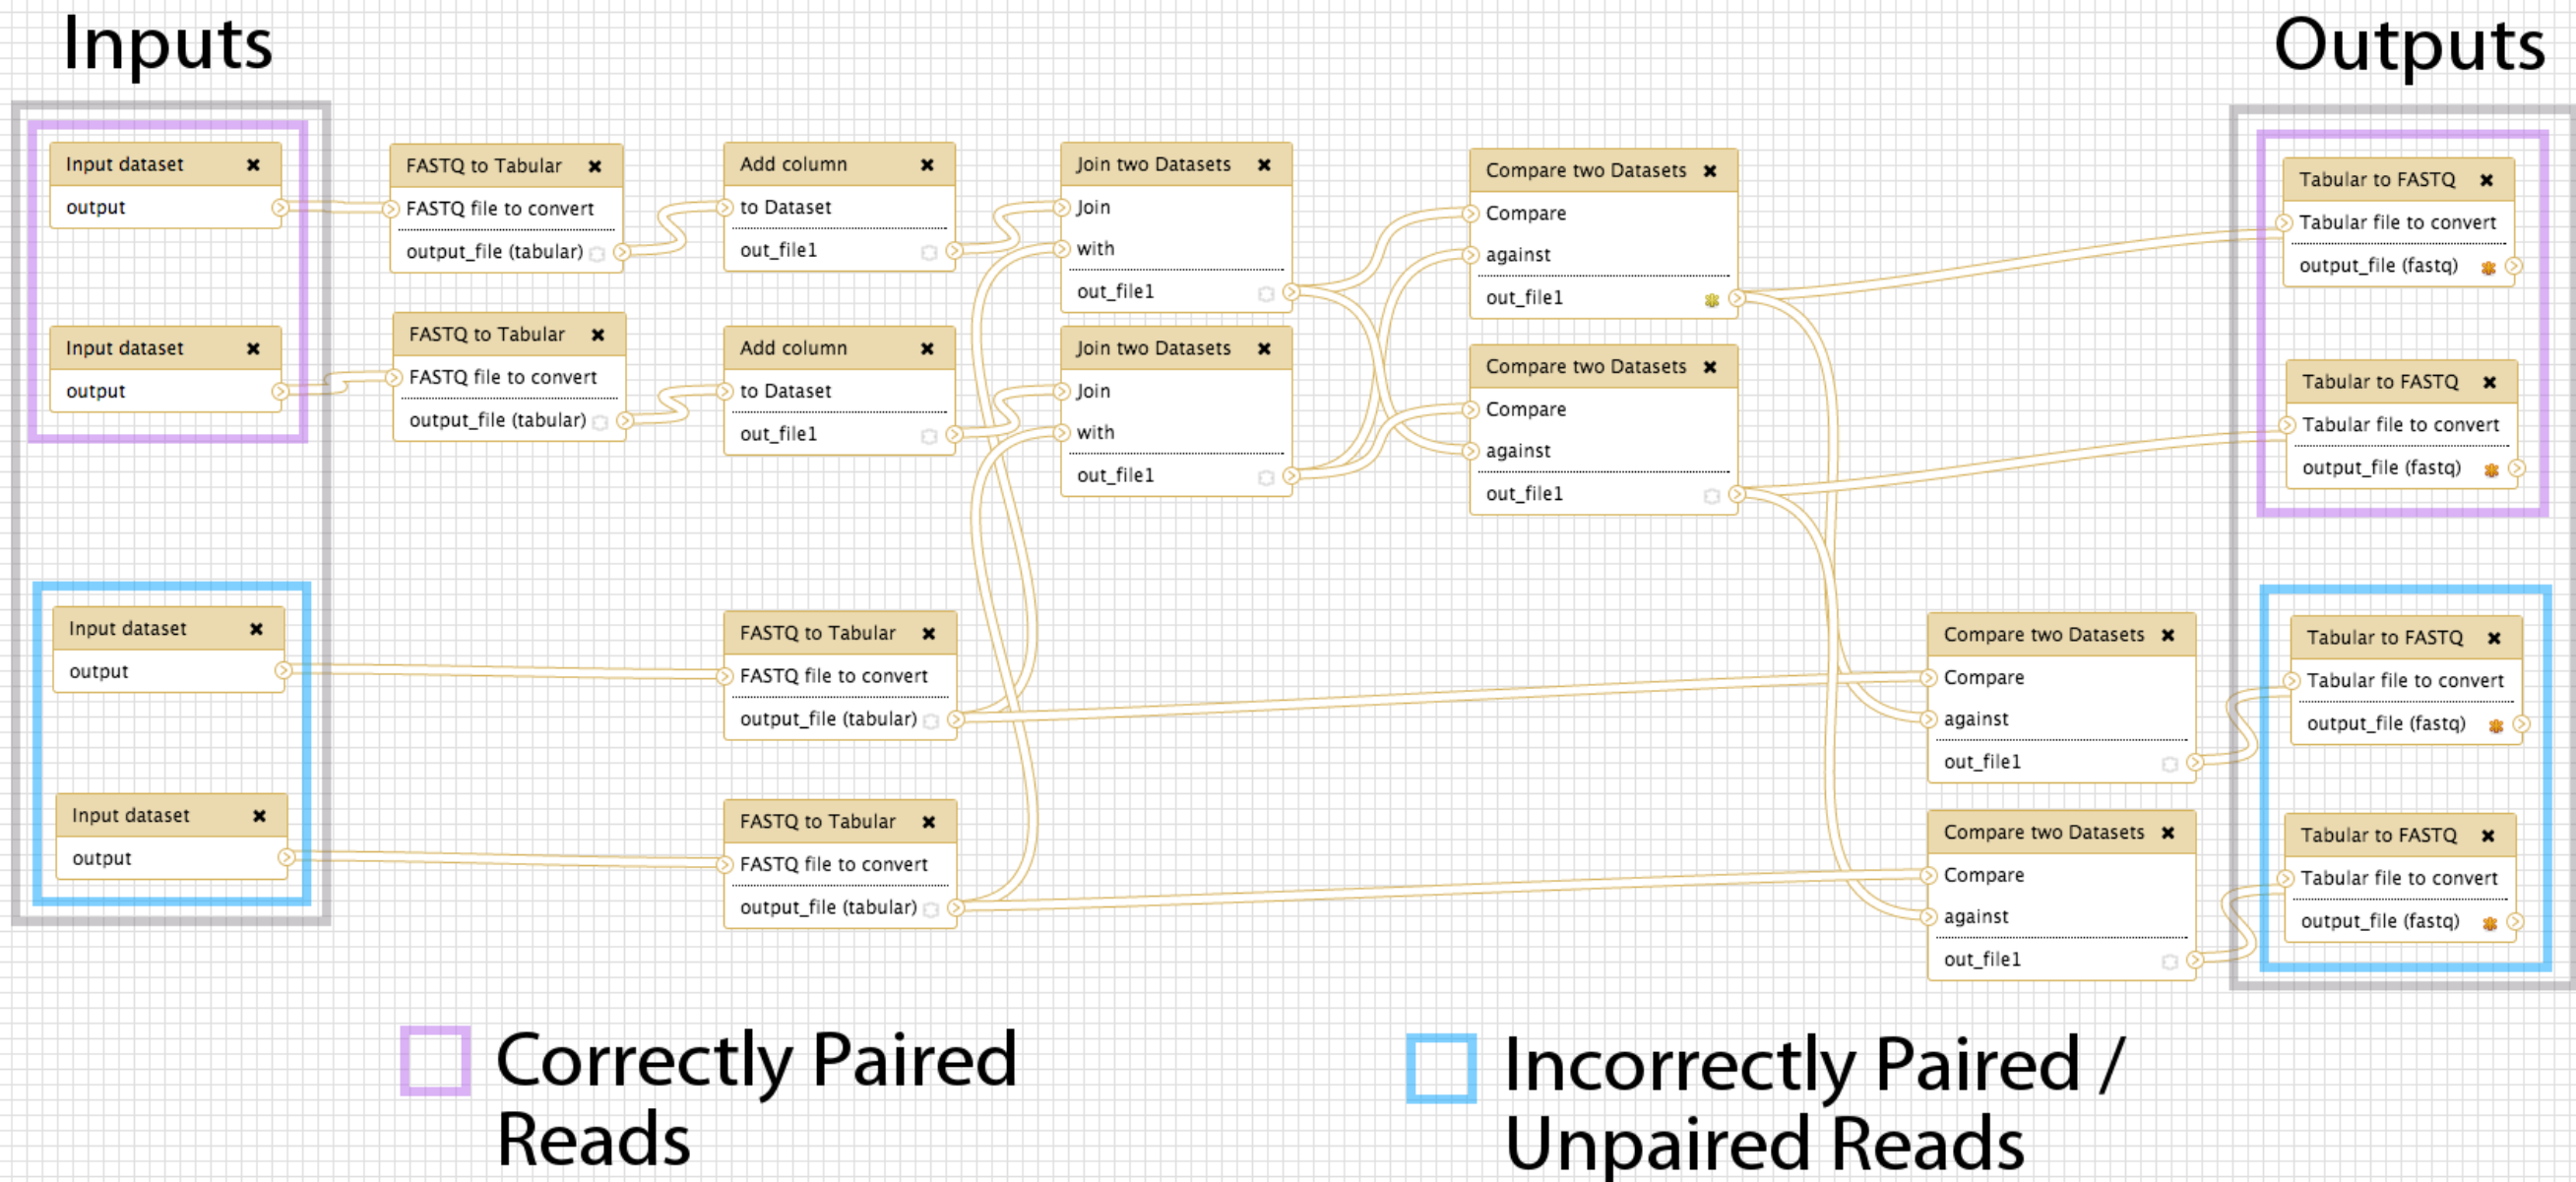 Inputs
Outputs
Input dataset
output
FASTQ to Tabular
FASTQ file to convert
output_file (tabular)
Add column
to Dataset
out_file1
Join two Datasets
Join
with
out_file1
Compare two Datasets
Compare
against
out_file1
Tabular to FASTQ
Tabular file to convert
output_file (fastq)
Input dataset
output
FASTQ to Tabular
FASTQ file to convert
output_file (tabular)
Add column
to Dataset
out_file1
Join two Datasets
Join
with
out_file1
Compare two Datasets
Compare
against
out_file1
Tabular to FASTQ
Tabular file to convert
output_file (fastq)
Input dataset
output
FASTQ to Tabular
FASTQ file to convert
output_file (tabular)
Compare two Datasets
Compare
against
out_file1
Tabular to FASTQ
Tabular file to convert
output_file (fastq)
Input dataset
output
FASTQ to Tabular
FASTQ file to convert
output_file (tabular)
Compare two Datasets
Compare
against
out_file1
Tabular to FASTQ
Tabular file to convert
output_file (fastq)
Correctly Paired
Reads
Incorrectly Paired /
Unpaired Reads